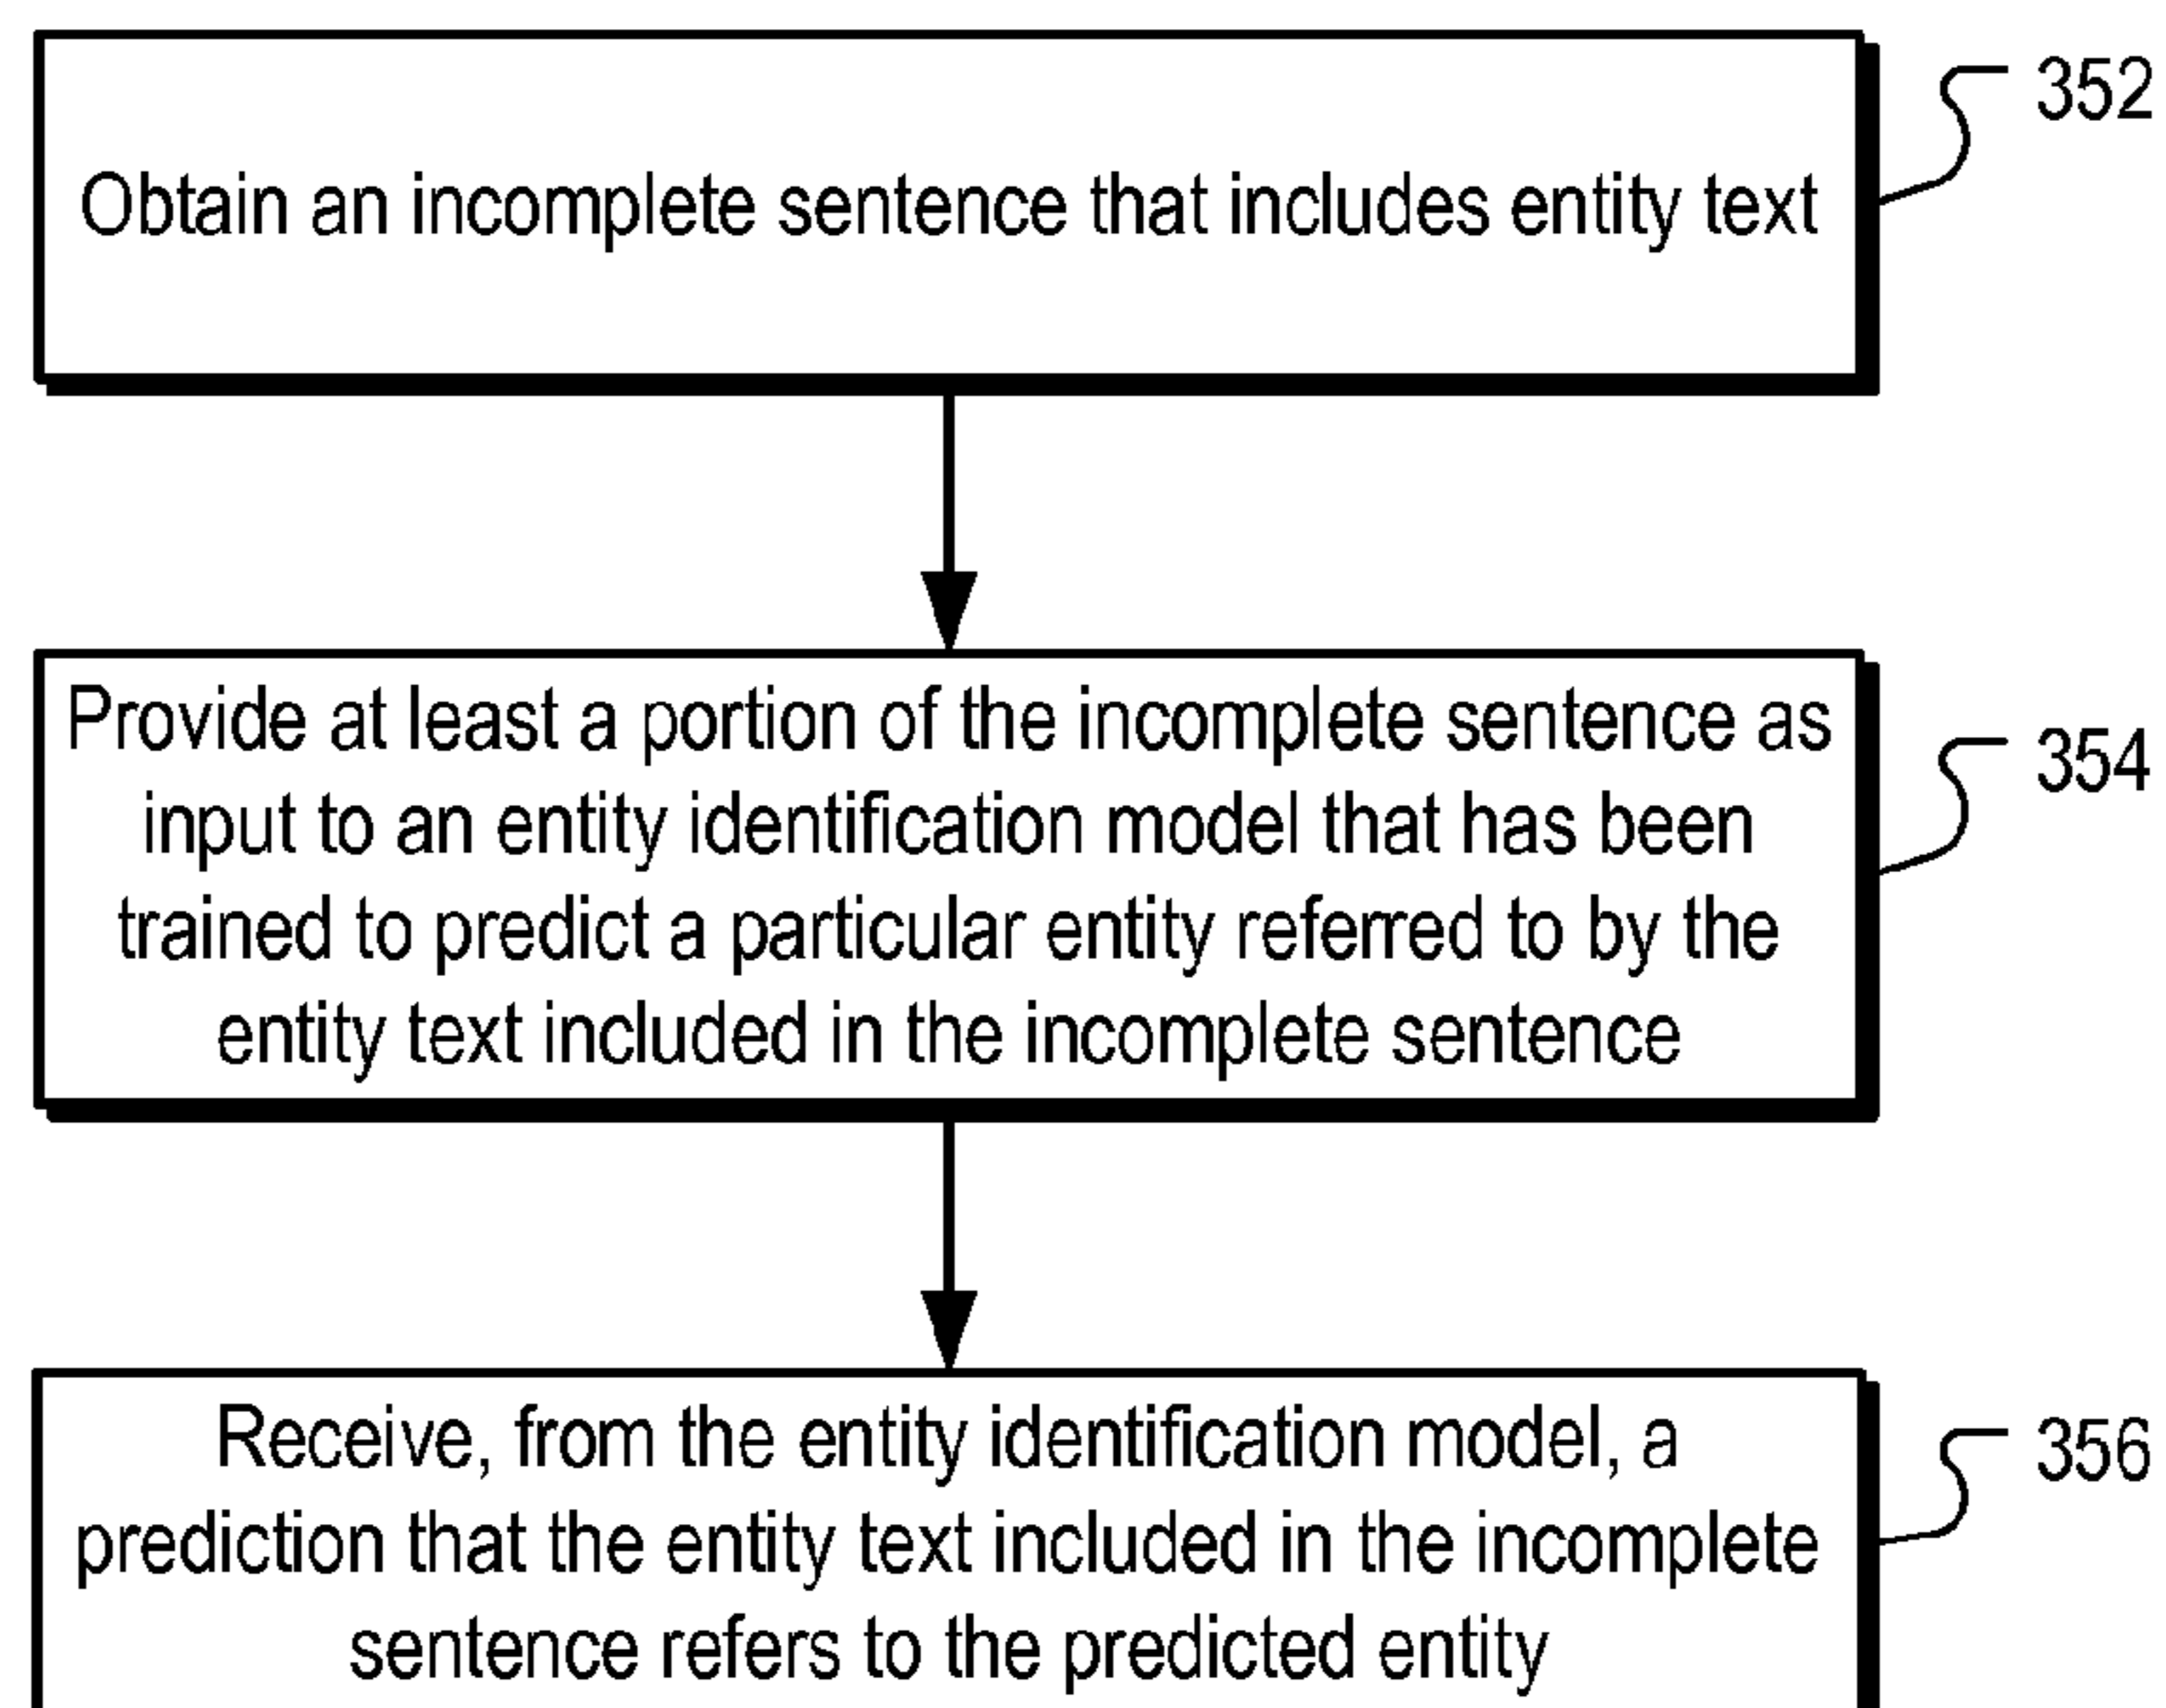 352
Obtain an incomplete sentence that includes entity text
Provide at least a portion of the incomplete sentence as
input to an entity identification model that has been
trained to predict a particular entity referred to by the
entity text included in the incomplete sentence
354
Receive, from the entity identification model, a
prediction that the entity text included in the incomplete
sentence refers to the predicted entity
356